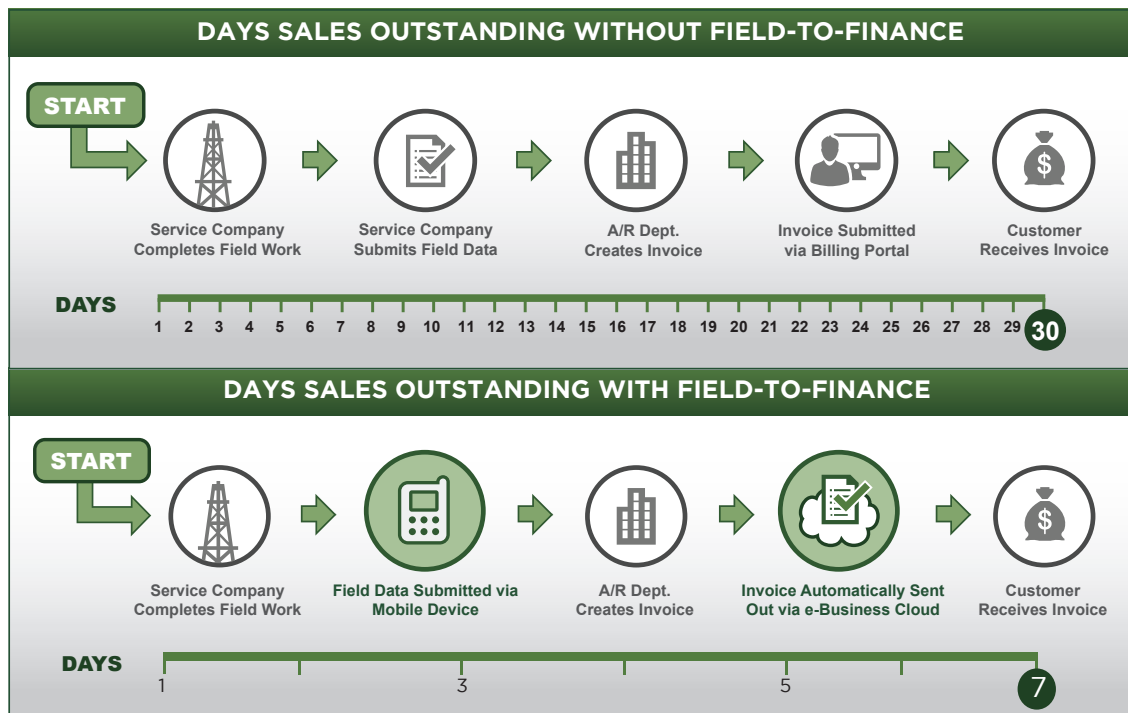 DAYS SALES OUTSTANDING WITHOUT FIELD-TO-FINANCE
START
Service Company
Completes Field Work
Service Company
Submits Field Data
A/R Dept.
Creates Invoice
Invoice Submitted
via Billing Portal
Customer
Receives Invoice
$
DAYS
1 2 3 4 5 6 7 8 9 10 11 12 13 14 15 16 17 18 19 20 21 22 23 24 25 26 27 28 29 30
DAYS SALES OUTSTANDING WITH FIELD-TO-FINANCE
START
Service Company
Completes Field Work
Field Data Submitted via
Mobile Device
A/R Dept.
Creates Invoice
Invoice Automatically Sent
Out via e-Business Cloud
$
Customer
Receives Invoice
DAYS
1 3 5 7